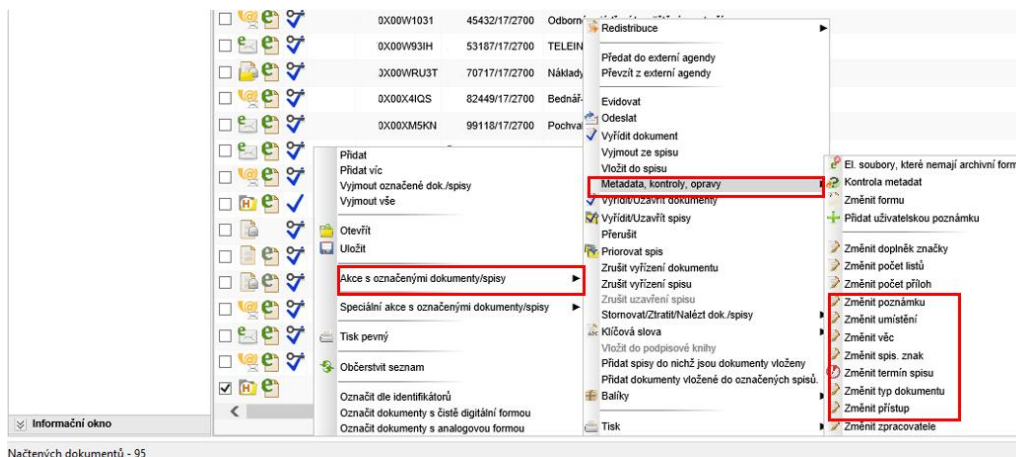 0X00W1031 45432/17/2700
0X00W93IH 53187/17/2700 TELEIN
JX00WRU3T 70717/17/2700 Náklady
0X00X4IQS 82449/17/2700 Bednář-
0X00XM5KN 99118/17/2700 Pochval
Informační okno
Načtených dokumentů - 95
Přidat
Přidat víc
Vyjmout označené dok./spisy
Vyjmout vše
Otevřít
Uložit
Akce s označenými dokumenty/spisy
Speciální akce s označenými dokumenty/spisy
Tisk pevný
Občerstvit seznam
Označit dle identifikátorů
Označit dokumenty s čistě digitální formou
Označit dokumenty s analogovou formou
Redistribuce
Předat do externí agendy
Převzít z externí agendy
Evidovat
Odeslat
Vyřídit dokument
Vyjmout ze spisu
Vložit do spisu
Metadata, kontroly, opravy
Vyřídit/Uzavřít dokumenty
Vyřídit/Uzavřít spisy
Přerušit
Priorovat spis
Zrušit vyřízení dokumentu
Zrušit vyřízení spisu
Zrušit uzavření spisu
Stornovat/Ztratit/Nalézt dok./spisy
Klíčová slova
Vložit do podpisové knihy
Přidat spisy do nichž jsou dokumenty vloženy
Přidat dokumenty vložené do označených spisů.
Balíky
Tisk
El. soubory, které nemají archivní form
Kontrola metadat
Změnit formu
Přidat uživatelskou poznámku
Změnit doplněk značky
Změnit počet listů
Změnit počet příloh
Změnit poznámku
Změnit umístění
Změnit věc
Změnit spis. znak
Změnit termín spisu
Změnit typ dokumentu
Změnit přístup
Změnit zpracovatele